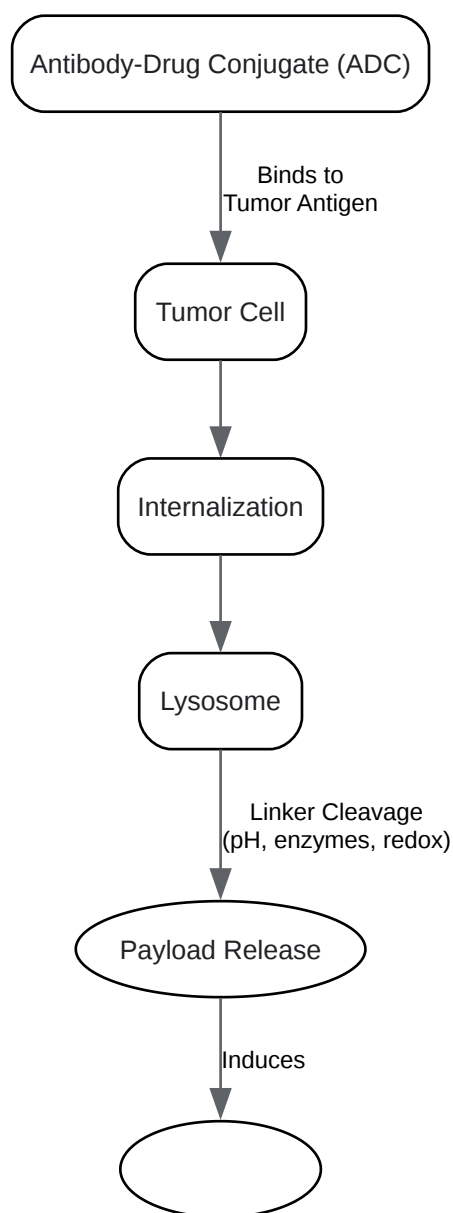 Antibody-Drug Conjugate (ADC)
Binds to
Tumor Antigen
Tumor Cell
Internalization
Lysosome
Linker Cleavage
(pH, enzymes, redox)
Payload Release
Induces